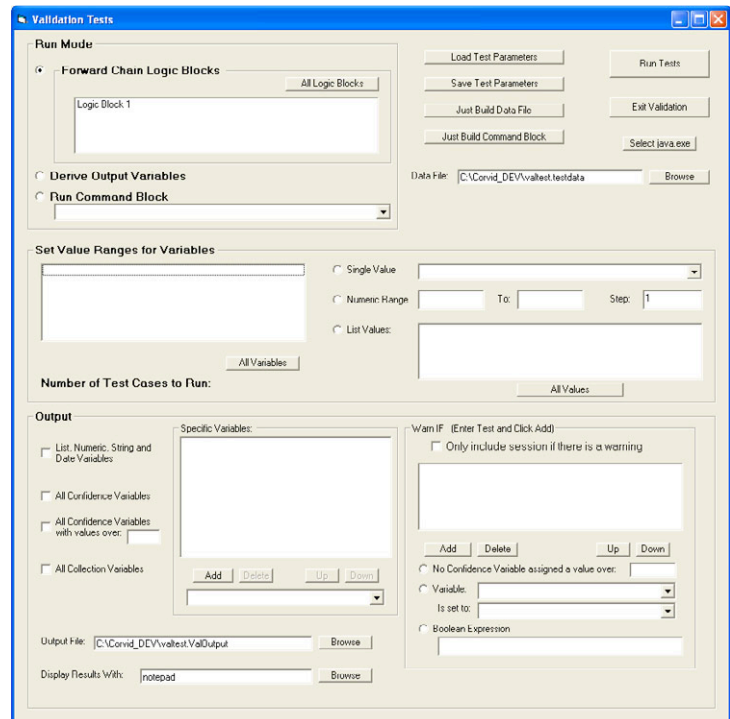 Validation Tests
Run Mode
Forward Chain Logic Blocks
All Logic Blocks
Logic Block 1
Derive Output Variables
Run Command Block
Load Test Parameters
Save Test Parameters
Just Build Data File
Just Build Command Block
Run Tests
Exit Validation
Select java.exe
Data File: C:\Corvid_DEV\valtest.testdata Browse
Set Value Ranges for Variables
Single Value
Numeric Range To: Step: 1
List Values:
All Variables
Number of Test Cases to Run:
All Values
Output
List, Numeric, String and
Date Variables
All Confidence Variables
All Confidence Variables
with values over:
All Collection Variables
Specific Variables:
Add Delete Up Down
Warn IF (Enter Test and Click Add)
Only include session if there is a warning
Add Delete Up Down
No Confidence Variable assigned a value over:
Variable:
Is set to:
Boolean Expression
Output File: C:\Corvid_DEV\valtest.ValOutput Browse
Display Results With: notepad Browse